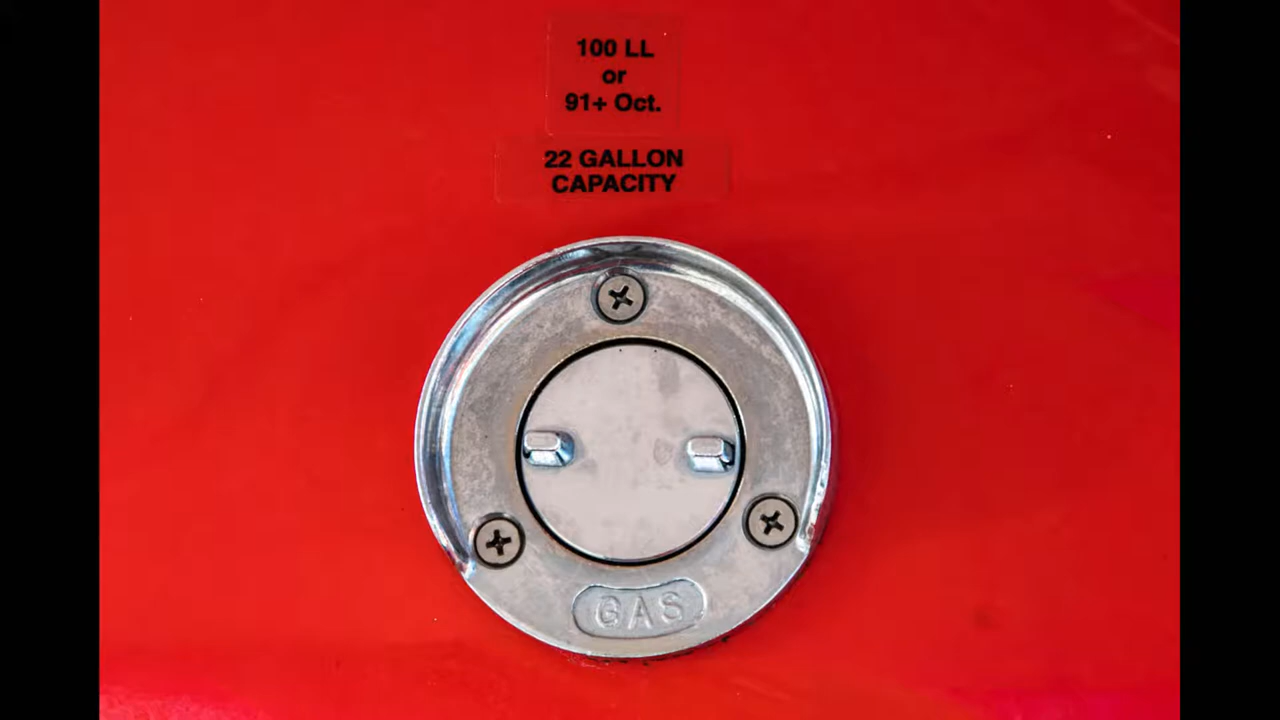 100 LL
or
91+ Oct.
22 GALLON
CAPACITY
GAS